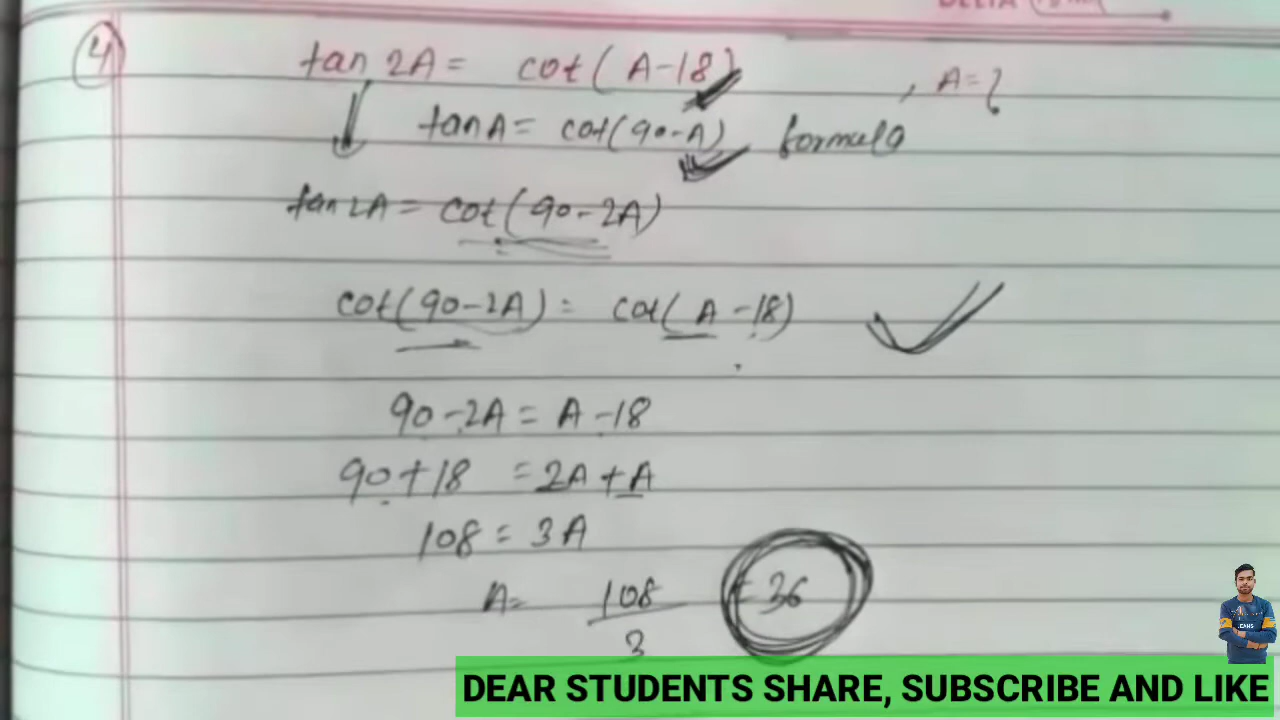 ④ tan 2A = cot(A-18) , A=?
tan A = cot(90-A) formula
tan 2A = cot(90-2A)
cot(90-2A) = cot(A-18)
90-2A = A-18
90+18 = 2A+A
108 = 3A
A= 108/3 = 36
CANS
DEAR STUDENTS SHARE, SUBSCRIBE AND LIKE